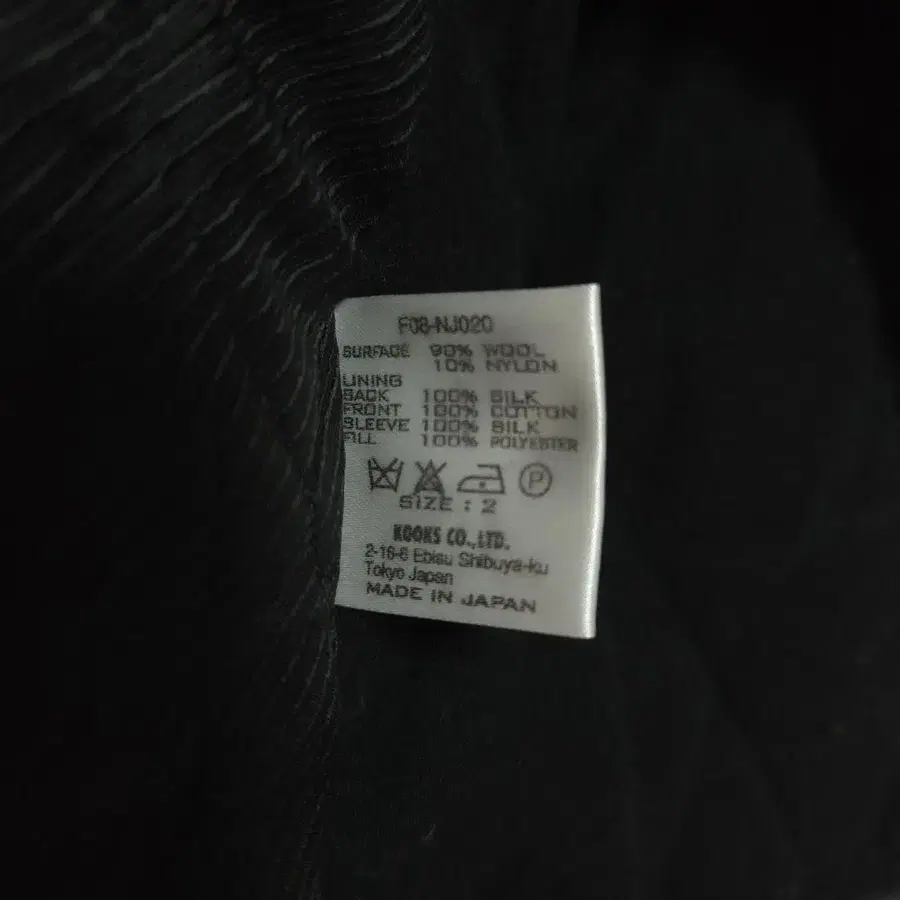 F08-NJ020
SURFACE 90% WOOL
10% NYLON
LINING
BACK 100% SILK
FRONT 100% COTTON
SLEEVE 100% SILK
FILL 100% POLYESTER
P
SIZE : 2
KOOKS CO.,LTD.
2-16-6 Ebisu Shibuya-ku
Tokyo Japan
MADE IN JAPAN